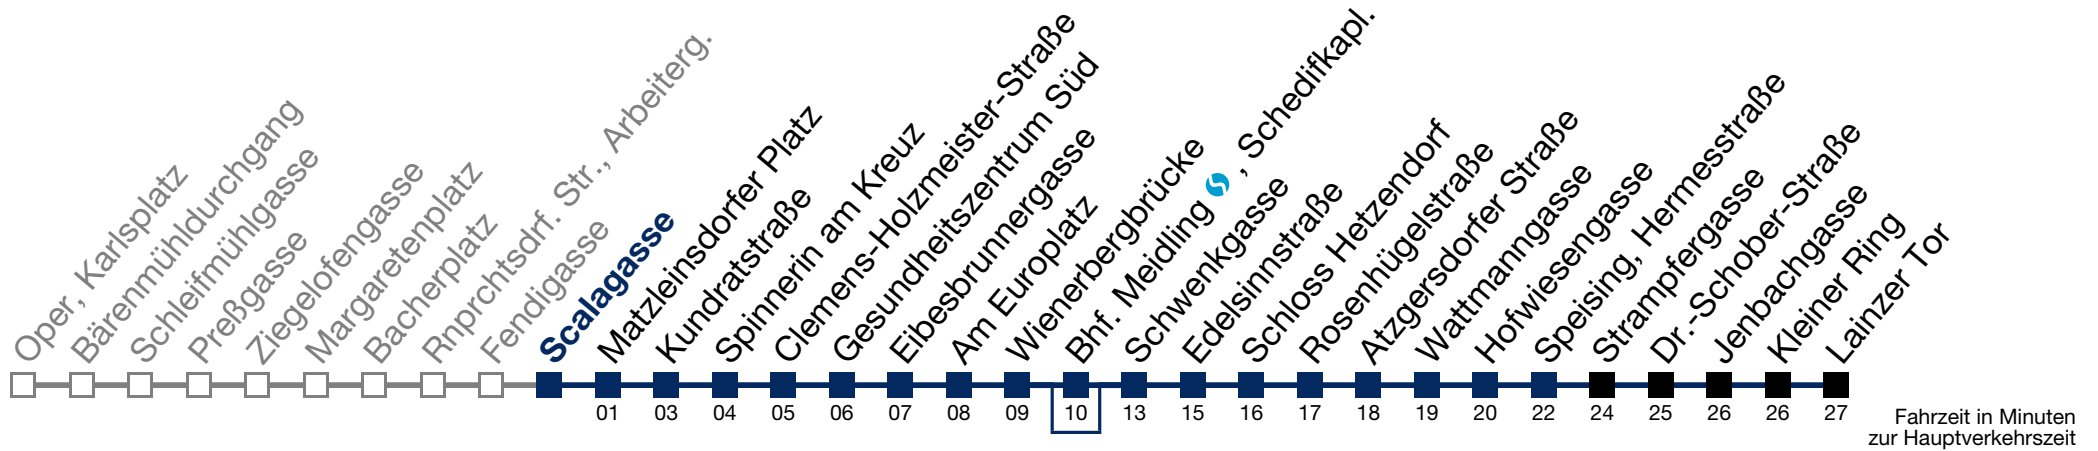 Oper, Karlsplatz
Bärenmühldurchgang
Schleifmühlgasse
Preßgasse
Ziegelofengasse
Margaretenplatz
Bacherplatz
Rnprchtsdrf. Str., Arbeiterg.
Fendigasse
Scalagasse
Matzleinsdorfer Platz
Kundratstraße
Spinnerin am Kreuz
Clemens-Holzmeister-Straße
Gesundheitszentrum Süd
Eibesbrunnergasse
Am Europlatz
Wienerbergbrücke
Bhf. Meidling , Schedifkapl.
Schwenkgasse
Edelsinnstraße
Schloss Hetzendorf
Rosenhügelstraße
Atzgersdorfer Straße
Wattmanngasse
Hofwiesengasse
Speising, Hermesstraße
Strampfergasse
Dr.-Schober-Straße
Jenbachgasse
Kleiner Ring
Lainzer Tor
01 03 04 05 06 07 08 09 10 13 15 16 17 18 19 20 22 24 25 26 26 27
Fahrzeit in Minuten
zur Hauptverkehrszeit